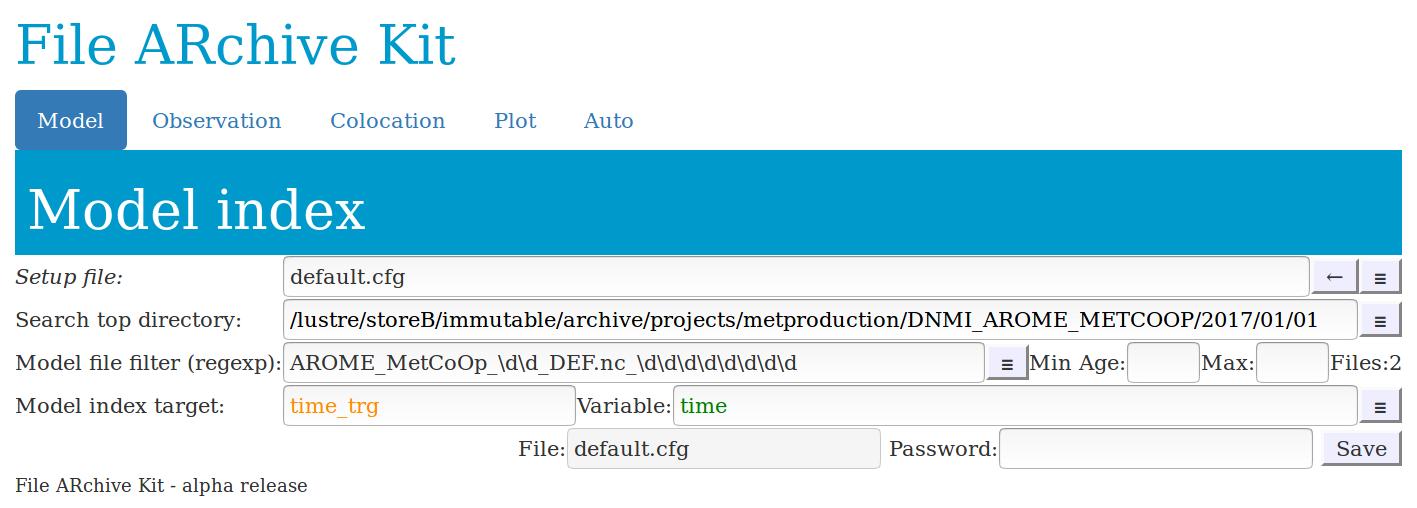 File ARchive Kit
Model Observation Colocation Plot Auto
Model index
Setup file: default.cfg ← ≡
Search top directory: /lustre/storeB/immutable/archive/projects/metproduction/DNMI_AROME_METCOOP/2017/01/01 ≡
Model file filter (regexp): AROME_MetCoOp_\d\d_DEF.nc_\d\d\d\d\d\d\d\d ≡ Min Age: Max: Files:2
Model index target: time_trg Variable: time ≡
File: default.cfg Password: Save
File ARchive Kit - alpha release